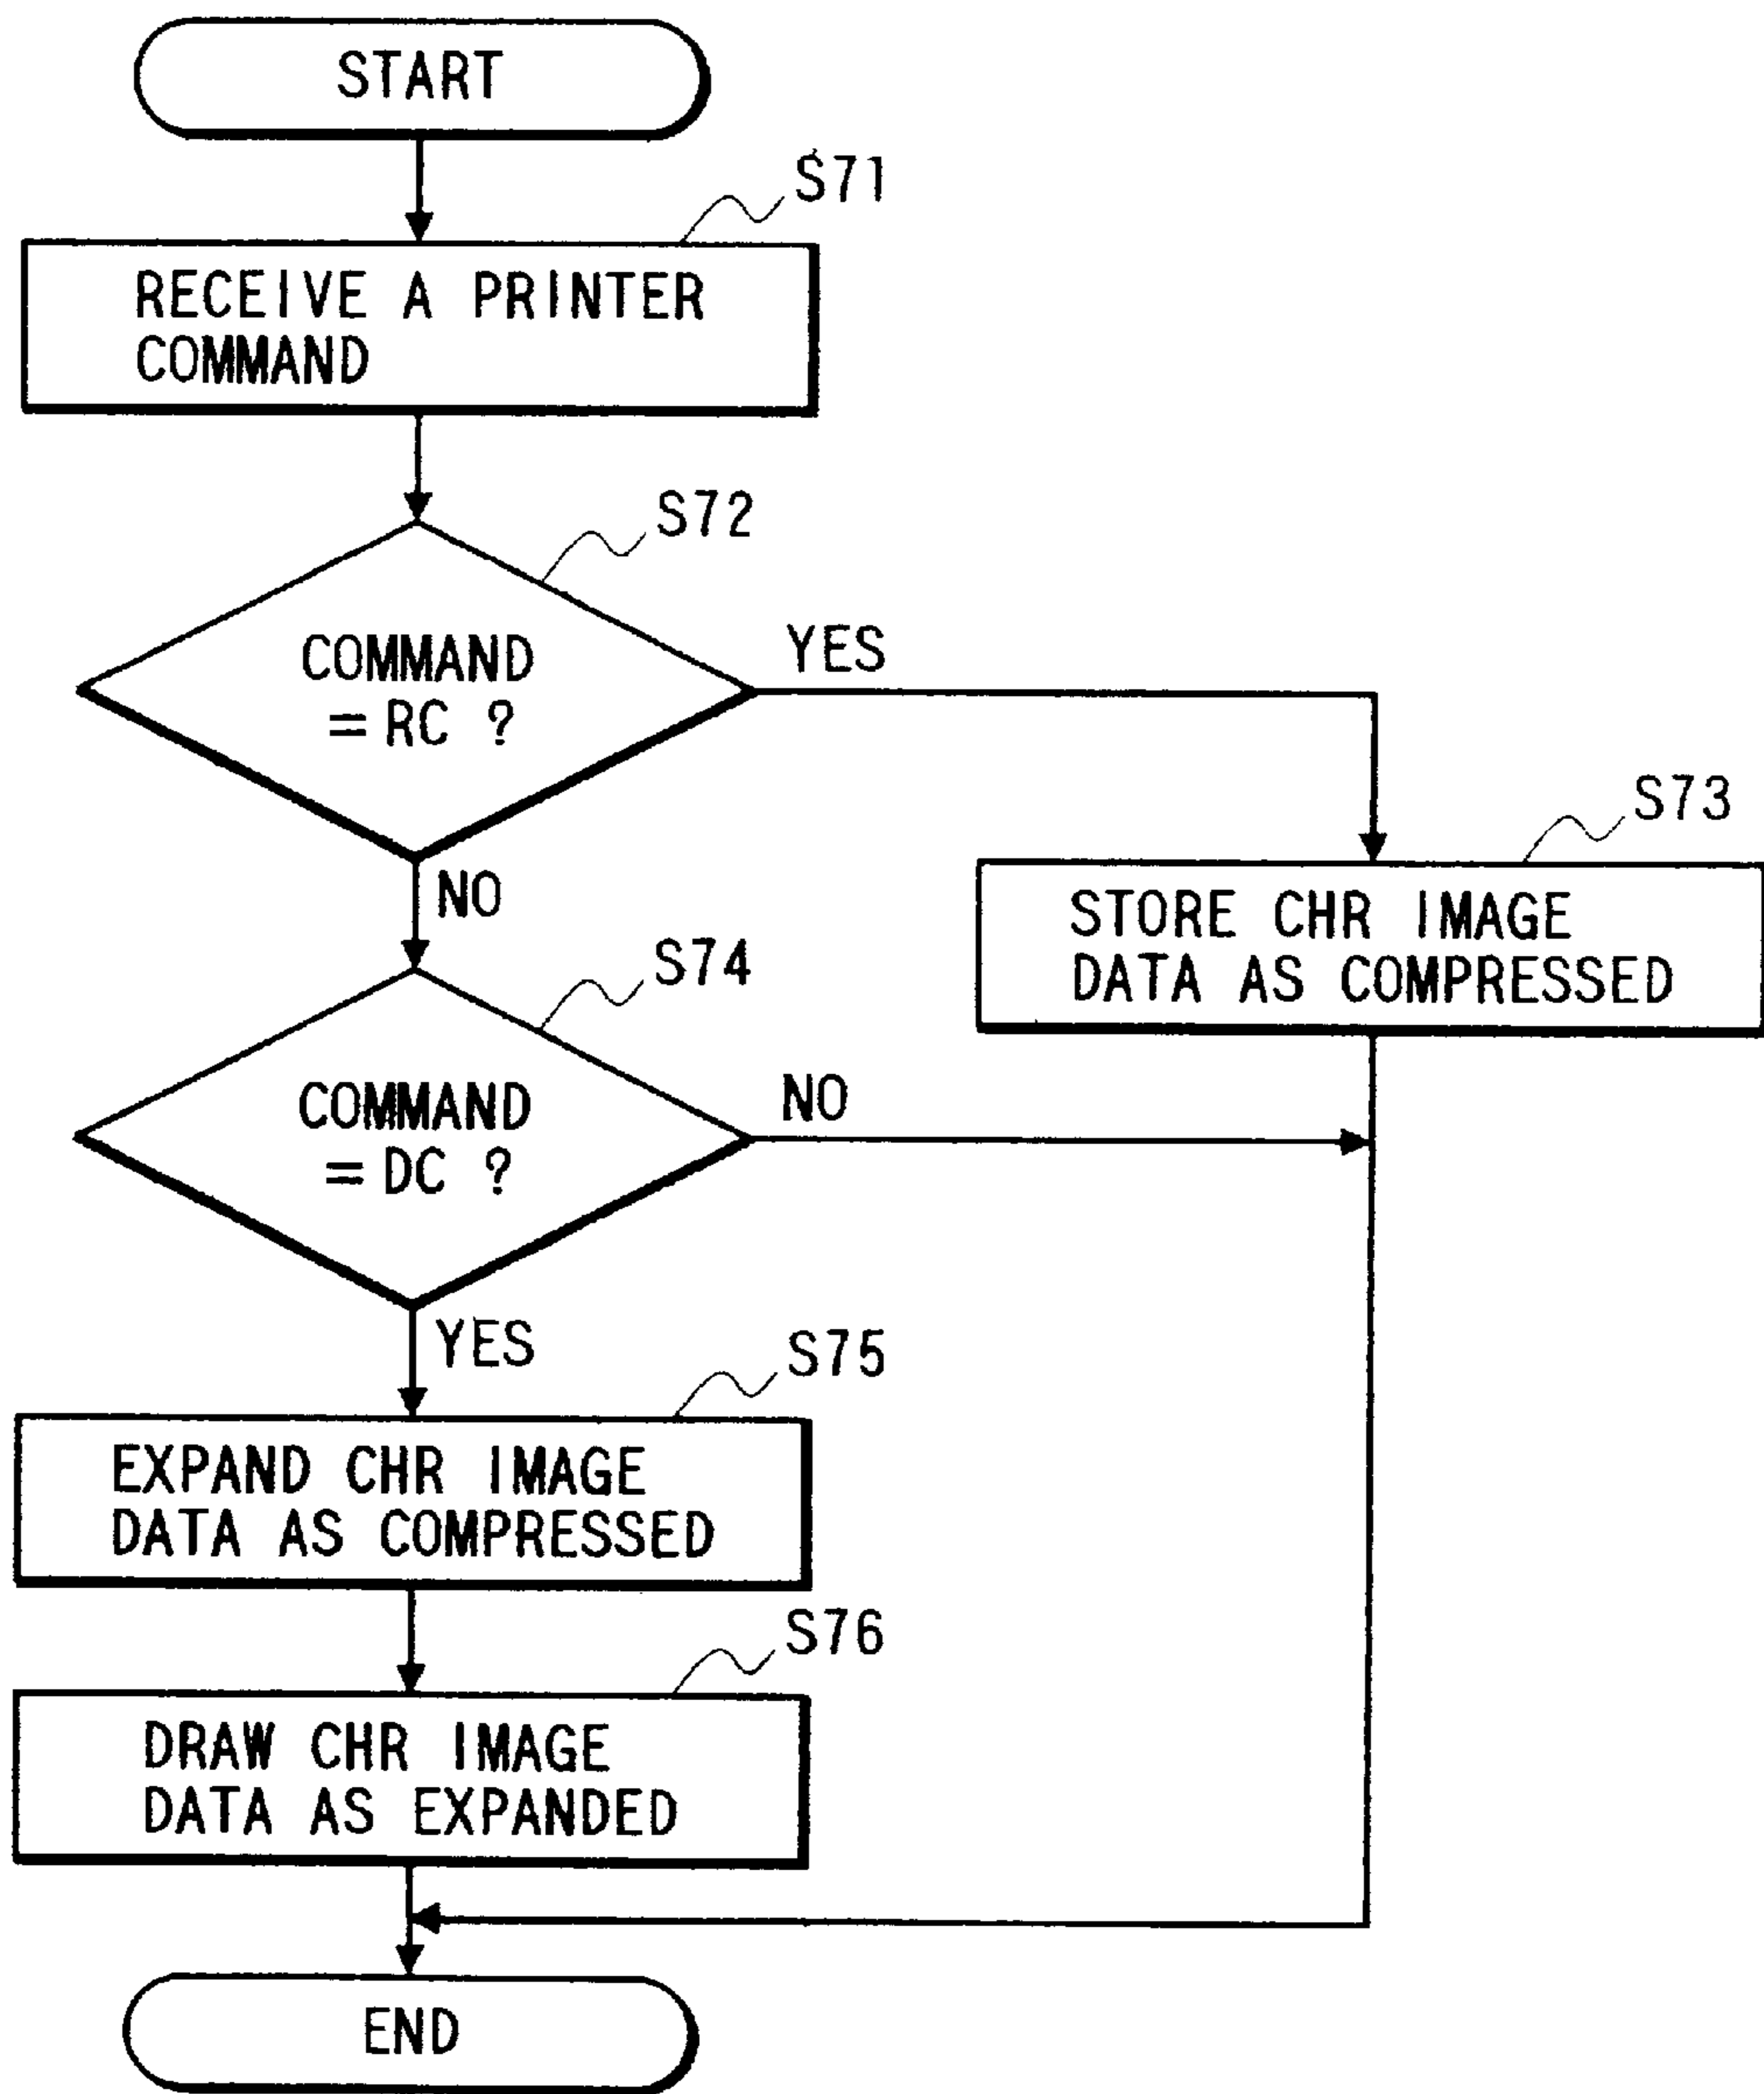 START
S71
RECEIVE A PRINTER
COMMAND
S72
COMMAND
= RC ?
YES
NO
S73
STORE CHR IMAGE
DATA AS COMPRESSED
S74
COMMAND
= DC ?
NO
YES
S75
EXPAND CHR IMAGE
DATA AS COMPRESSED
S76
DRAW CHR IMAGE
DATA AS EXPANDED
END